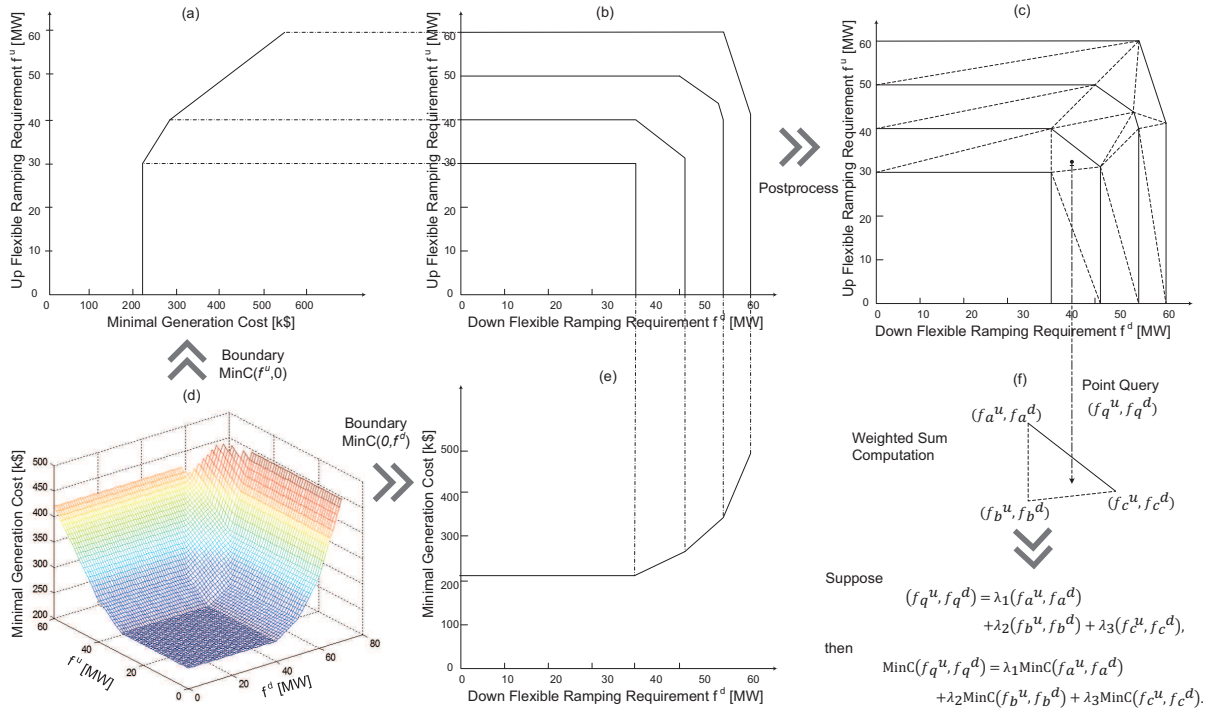 (a)
Up Flexible Ramping Requirement f^u [MW]
60
50
40
30
20
10
0
0 100 200 300 400 500 600
Minimal Generation Cost [k$]
(b)
Up Flexible Ramping Requirement f^u [MW]
60
50
40
30
20
10
0
0 10 20 30 40 50 60
Down Flexible Ramping Requirement f^d [MW]
Postprocess
(c)
Up Flexible Ramping Requirement f^u [MW]
60
50
40
30
20
10
0
0 10 20 30 40 50 60
Down Flexible Ramping Requirement f^d [MW]
Boundary
MinC(f^u,0)
(d)
Minimal Generation Cost [k$]
500
450
400
350
300
250
200
60
40
20
0
f^u [MW]
0
20
40
60
80
f^d [MW]
Boundary
MinC(0,f^d)
(e)
Minimal Generation Cost [k$]
500
400
300
200
100
0
0 10 20 30 40 50 60
Down Flexible Ramping Requirement f^d [MW]
(f)
Point Query
(f_q^u, f_q^d)
(f_a^u, f_a^d)
Weighted Sum
Computation
(f_b^u, f_b^d)
(f_c^u, f_c^d)
Suppose
(f_q^u, f_q^d) = λ1(f_a^u, f_a^d)
+λ2(f_b^u, f_b^d) + λ3(f_c^u, f_c^d),
then
MinC(f_q^u, f_q^d) = λ1MinC(f_a^u, f_a^d)
+λ2MinC(f_b^u, f_b^d) + λ3MinC(f_c^u, f_c^d).